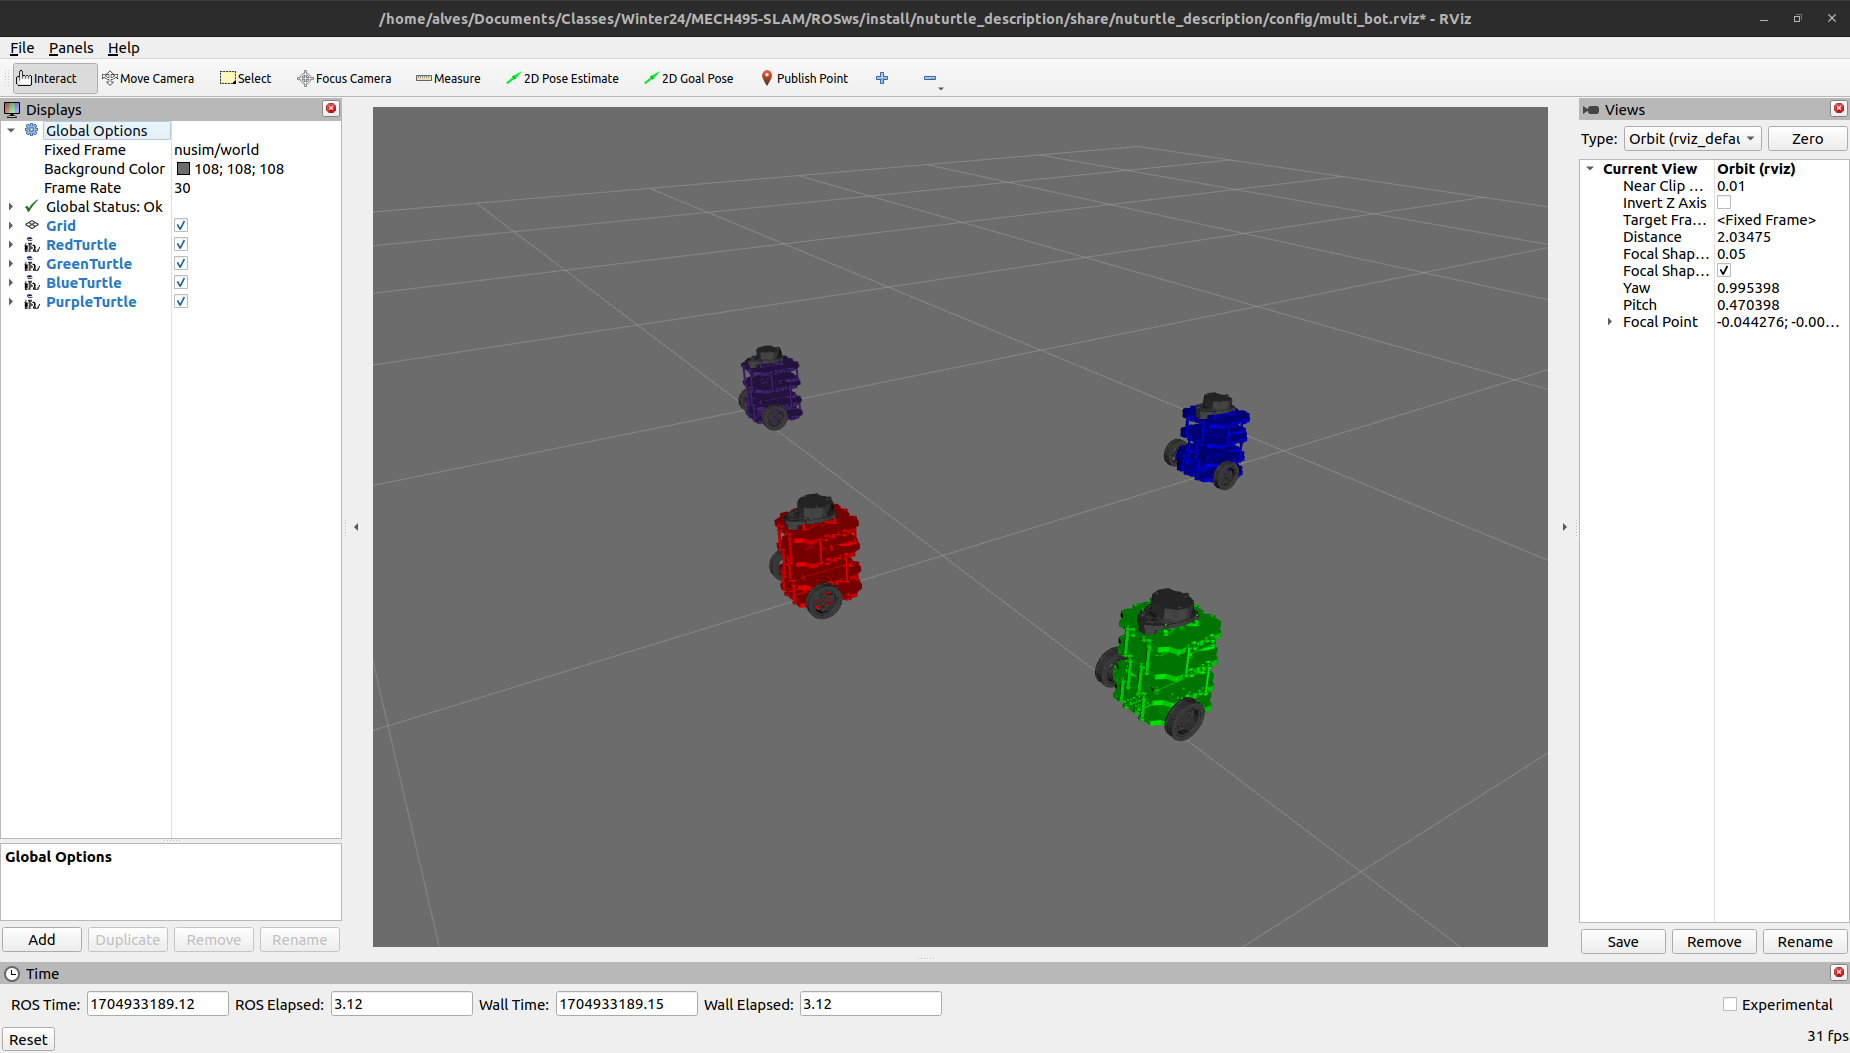 /home/alves/Documents/Classes/Winter24/MECH495-SLAM/ROSws/install/nuturtle_description/share/nuturtle_description/config/multi_bot.rviz* - RViz
File Panels Help
Interact Move Camera Select Focus Camera Measure 2D Pose Estimate 2D Goal Pose Publish Point
Displays
Global Options
Fixed Frame nusim/world
Background Color 108; 108; 108
Frame Rate 30
Global Status: Ok
Grid
RedTurtle
GreenTurtle
BlueTurtle
PurpleTurtle
Global Options
Add Duplicate Remove Rename
Views
Type: Orbit (rviz_defau Zero
Current View Orbit (rviz)
Near Clip ... 0.01
Invert Z Axis
Target Fra... <Fixed Frame>
Distance 2.03475
Focal Shap... 0.05
Focal Shap...
Yaw 0.995398
Pitch 0.470398
Focal Point -0.044276; -0.00...
Save Remove Rename
Time
ROS Time: 1704933189.12 ROS Elapsed: 3.12 Wall Time: 1704933189.15 Wall Elapsed: 3.12 Experimental
Reset 31 fps